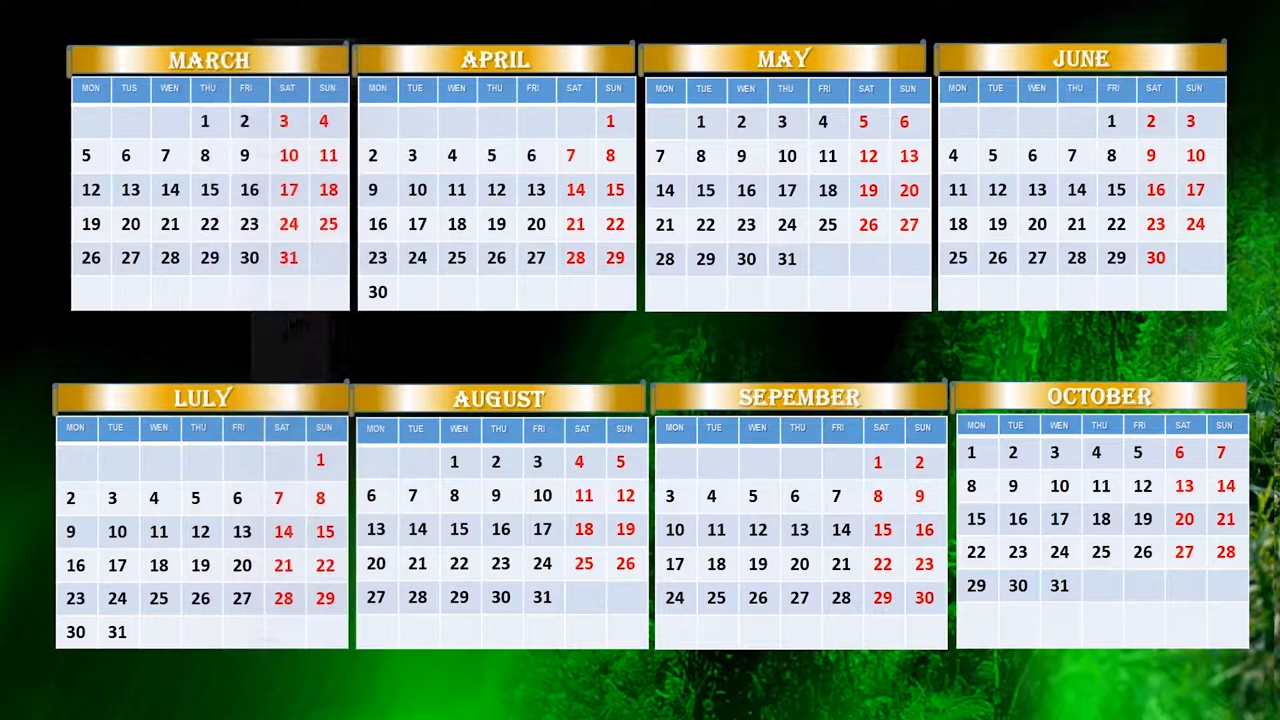 MARCH
MON TUS WEN THU FRI SAT SUN
1 2 3 4
5 6 7 8 9 10 11
12 13 14 15 16 17 18
19 20 21 22 23 24 25
26 27 28 29 30 31
APRIL
MON TUE WEN THU FRI SAT SUN
1
2 3 4 5 6 7 8
9 10 11 12 13 14 15
16 17 18 19 20 21 22
23 24 25 26 27 28 29
30
MAY
MON TUE WEN THU FRI SAT SUN
1 2 3 4 5 6
7 8 9 10 11 12 13
14 15 16 17 18 19 20
21 22 23 24 25 26 27
28 29 30 31
JUNE
MON TUE WEN THU FRI SAT SUN
1 2 3
4 5 6 7 8 9 10
11 12 13 14 15 16 17
18 19 20 21 22 23 24
25 26 27 28 29 30
LULY
MON TUE WEN THU FRI SAT SUN
1
2 3 4 5 6 7 8
9 10 11 12 13 14 15
16 17 18 19 20 21 22
23 24 25 26 27 28 29
30 31
AUGUST
MON TUE WEN THU FRI SAT SUN
1 2 3 4 5
6 7 8 9 10 11 12
13 14 15 16 17 18 19
20 21 22 23 24 25 26
27 28 29 30 31
SEPEMBER
MON TUE WEN THU FRI SAT SUN
1 2
3 4 5 6 7 8 9
10 11 12 13 14 15 16
17 18 19 20 21 22 23
24 25 26 27 28 29 30
OCTOBER
MON TUE WEN THU FRI SAT SUN
1 2 3 4 5 6 7
8 9 10 11 12 13 14
15 16 17 18 19 20 21
22 23 24 25 26 27 28
29 30 31